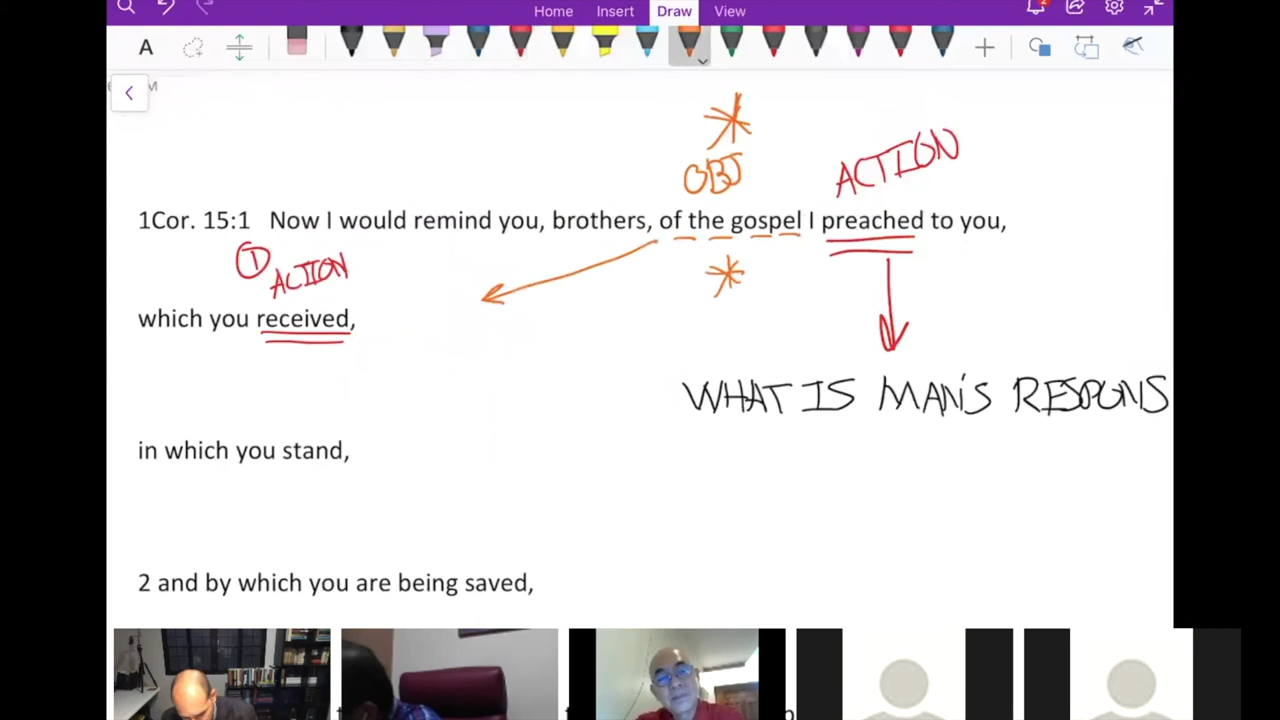 Home Insert Draw View
A
M
OBJ
ACTION
1Cor. 15:1 Now I would remind you, brothers, of the gospel I preached to you,
1 ACTION
which you received,
WHAT IS MAN'S RESPONS
in which you stand,
2 and by which you are being saved,